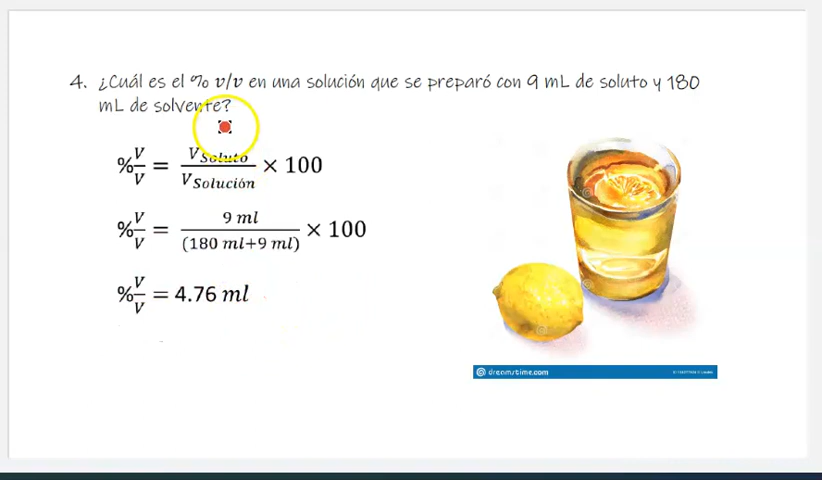 4. ¿Cuál es el % v/v en una solución que se preparó con 9 mL de soluto y 180
mL de solvente?
%V/V = V Soluto / V Solución × 100
%V/V = 9 ml / (180 ml+9 ml) × 100
%V/V = 4.76 ml
dreamstime.com